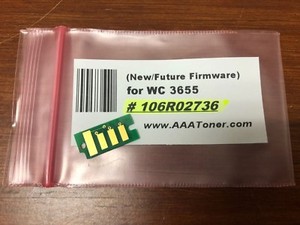 (New/Future Firmware)
for WC 3655
# 106R02736
www.AAAToner.com